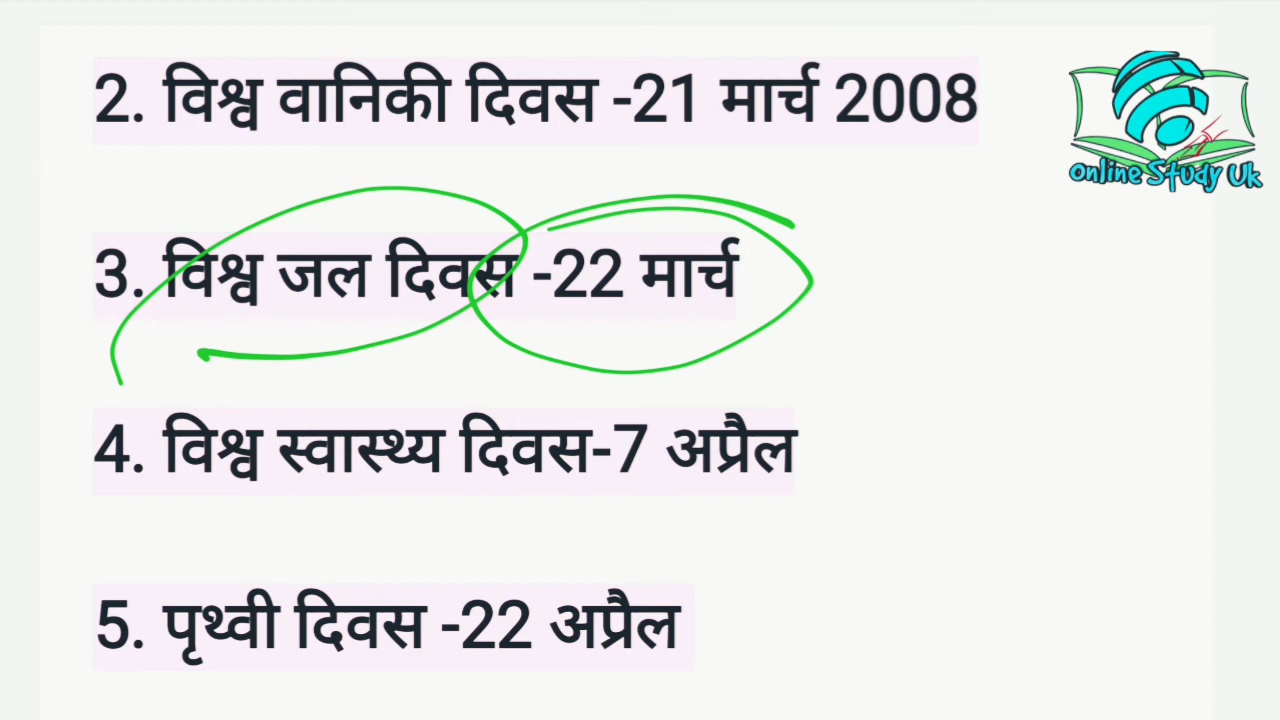 2. विश्व वानिकी दिवस -21 मार्च 2008
Online Study Uk
3. विश्व जल दिवस -22 मार्च
4. विश्व स्वास्थ्य दिवस-7 अप्रैल
5. पृथ्वी दिवस -22 अप्रैल